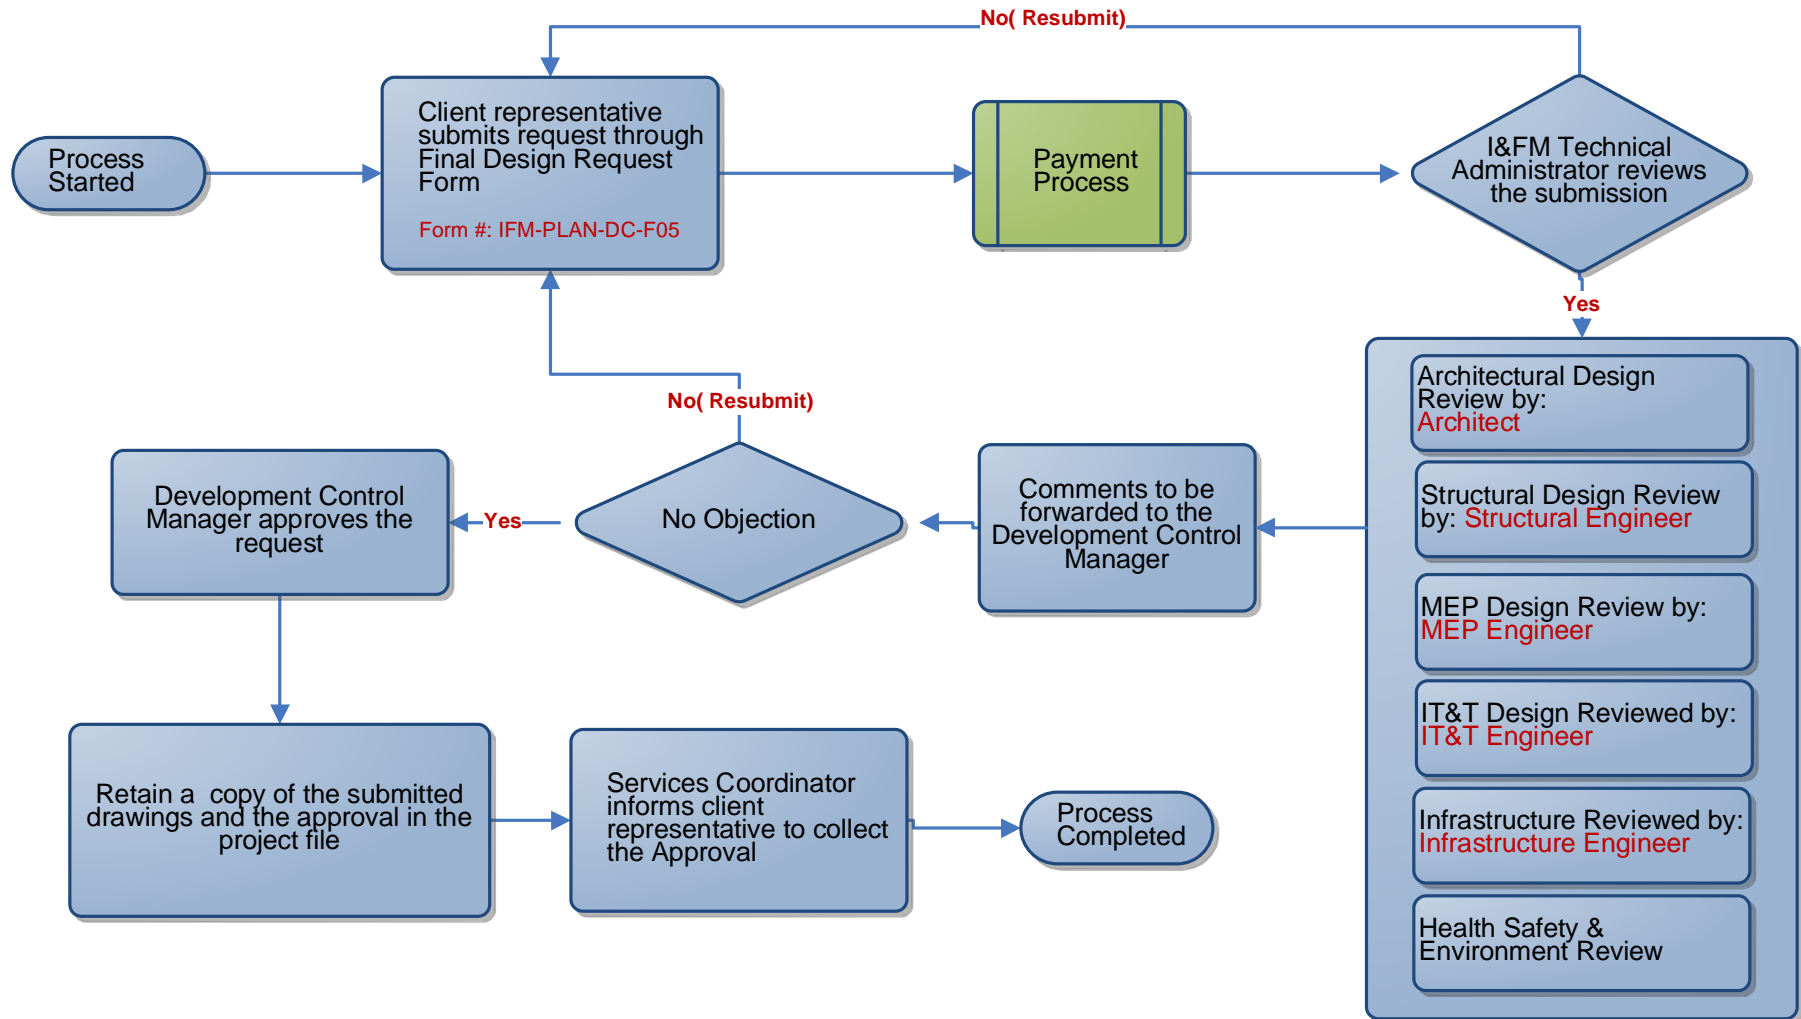 No( Resubmit)
Process
Started
Client representative
submits request through
Final Design Request
Form
Form #: IFM-PLAN-DC-F05
Payment
Process
I&FM Technical
Administrator reviews
the submission
Yes
Architectural Design
Review by:
Architect
Structural Design Review
by: Structural Engineer
MEP Design Review by:
MEP Engineer
IT&T Design Reviewed by:
IT&T Engineer
Infrastructure Reviewed by:
Infrastructure Engineer
Health Safety &
Environment Review
Comments to be
forwarded to the
Development Control
Manager
No Objection
No( Resubmit)
Yes
Development Control
Manager approves the
request
Retain a  copy of the submitted
drawings and the approval in the
project file
Services Coordinator
informs client
representative to collect
the Approval
Process
Completed